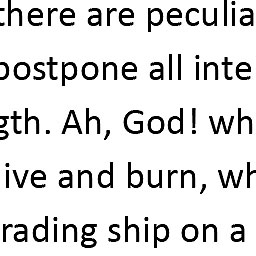 there are peculia
postpone all inte
gth. Ah, God! wh
ive and burn, wh
rading ship on a